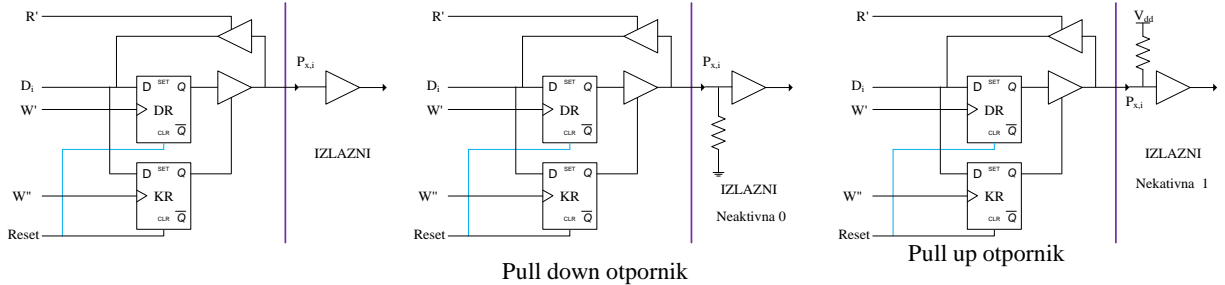 R'
P_{x,i}
D_i
D SET Q
W'
DR
CLR Q̅
IZLAZNI
D SET Q
W"
KR
CLR Q̅
Reset
R'
P_{x,i}
D_i
D SET Q
W'
DR
CLR Q̅
D SET Q
W"
KR
IZLAZNI
CLR Q̅
Neaktivna 0
Reset
Pull down otpornik
R'
V_{dd}
D_i
D SET Q
P_{x,i}
W'
DR
CLR Q̅
IZLAZNI
D SET Q
W"
KR
Nekativna 1
CLR Q̅
Reset
Pull up otpornik